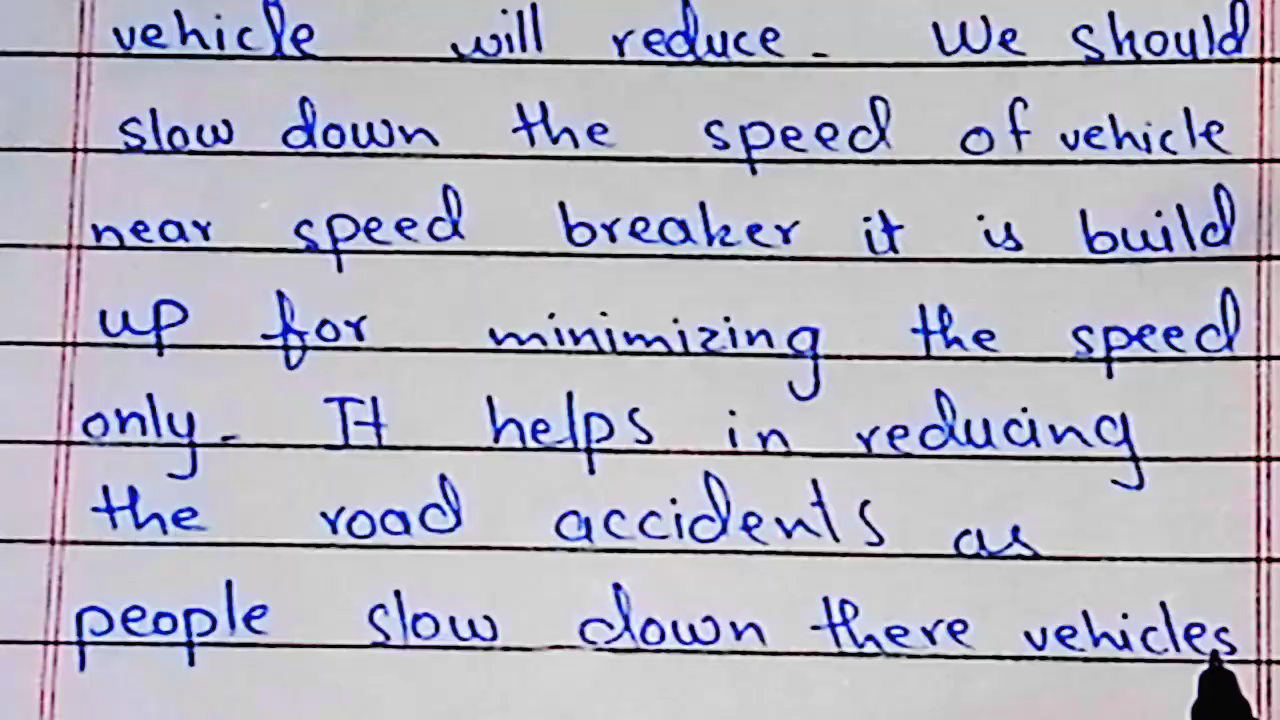 vehicle will reduce. We should
slow down the speed of vehicle
near speed breaker it is build
up for minimizing the speed
only. It helps in reducing
the road accidents as
people slow down there vehicles